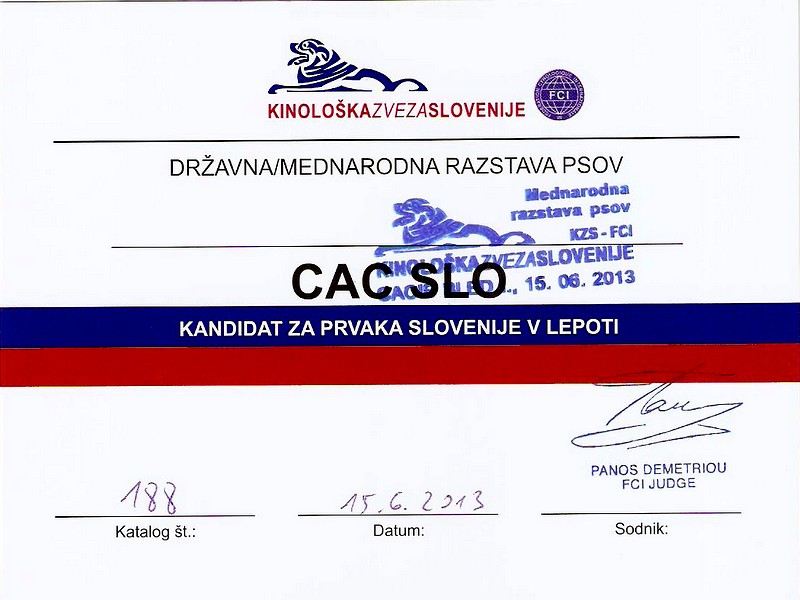 KINOLOŠKAZVEZASLOVENIJE
FCI
DRŽAVNA/MEDNARODNA RAZSTAVA PSOV
Mednarodna
razstava psov
KZS - FCI
KINOLOŠKAZVEZASLOVENIJE
15. 06. 2013
CAC SLO
KANDIDAT ZA PRVAKA SLOVENIJE V LEPOTI
PANOS DEMETRIOU
FCI JUDGE
188
15.6. 2013
Katalog št.:
Datum:
Sodnik: